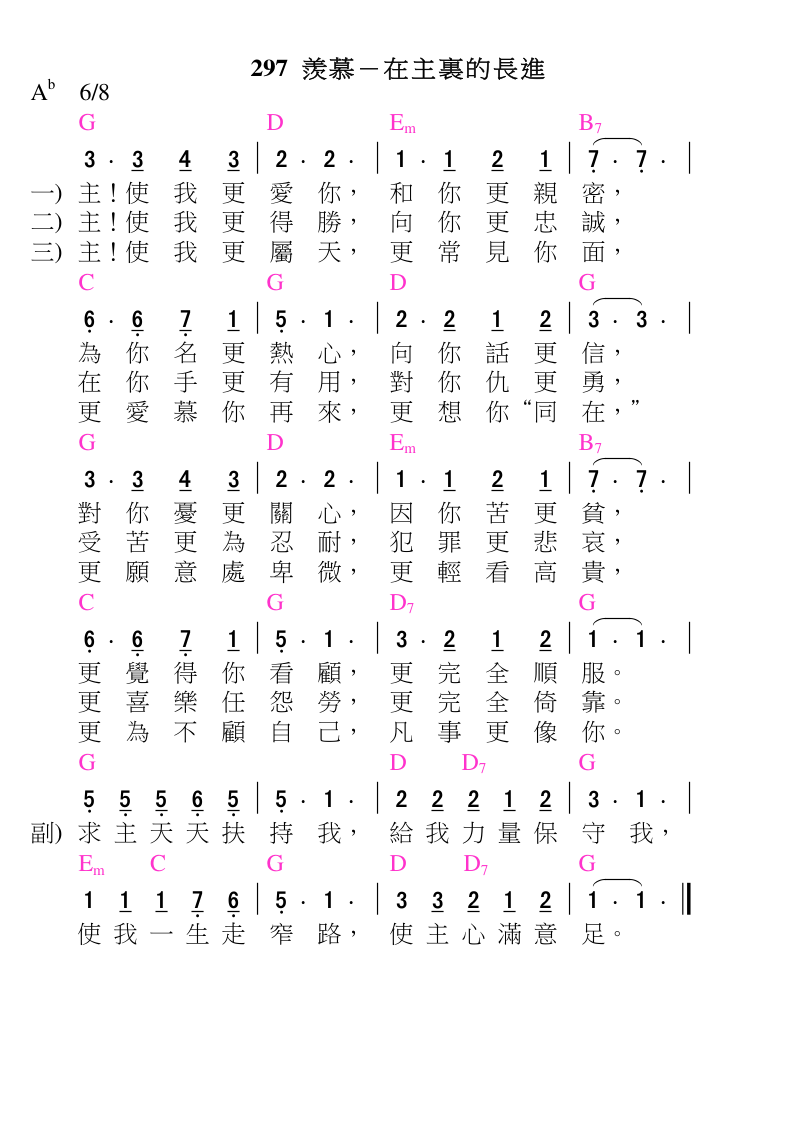 297 羨慕－在主裏的長進
Ab 6/8
G D Em B7
3 · 3 4 3 | 2 · 2 · | 1 · 1 2 1 | 7 · 7 · |
一) 主！使 我 更 愛 你， 和 你 更 親 密，
二) 主！使 我 更 得 勝， 向 你 更 忠 誠，
三) 主！使 我 更 屬 天， 更 常 見 你 面，
C G D G
6 · 6 7 1 | 5 · 1 · | 2 · 2 1 2 | 3 · 3 · |
為 你 名 更 熱 心， 向 你 話 更 信，
在 你 手 更 有 用， 對 你 仇 更 勇，
更 愛 慕 你 再 來， 更 想 你 “同 在，”
G D Em B7
3 · 3 4 3 | 2 · 2 · | 1 · 1 2 1 | 7 · 7 · |
對 你 憂 更 關 心， 因 你 苦 更 貧，
受 苦 更 為 忍 耐， 犯 罪 更 悲 哀，
更 願 意 處 卑 微， 更 輕 看 高 貴，
C G D7 G
6 · 6 7 1 | 5 · 1 · | 3 · 2 1 2 | 1 · 1 · |
更 覺 得 你 看 顧， 更 完 全 順 服。
更 喜 樂 任 怨 勞， 更 完 全 倚 靠。
更 為 不 顧 自 己， 凡 事 更 像 你。
G D D7 G
5 5 5 6 5 | 5 · 1 · | 2 2 2 1 2 | 3 · 1 · |
副) 求 主 天 天 扶 持 我， 給 我 力 量 保 守 我，
Em C G D D7 G
1 1 1 7 6 | 5 · 1 · | 3 3 2 1 2 | 1 · 1 · ‖
使 我 一 生 走 窄 路， 使 主 心 滿 意 足。